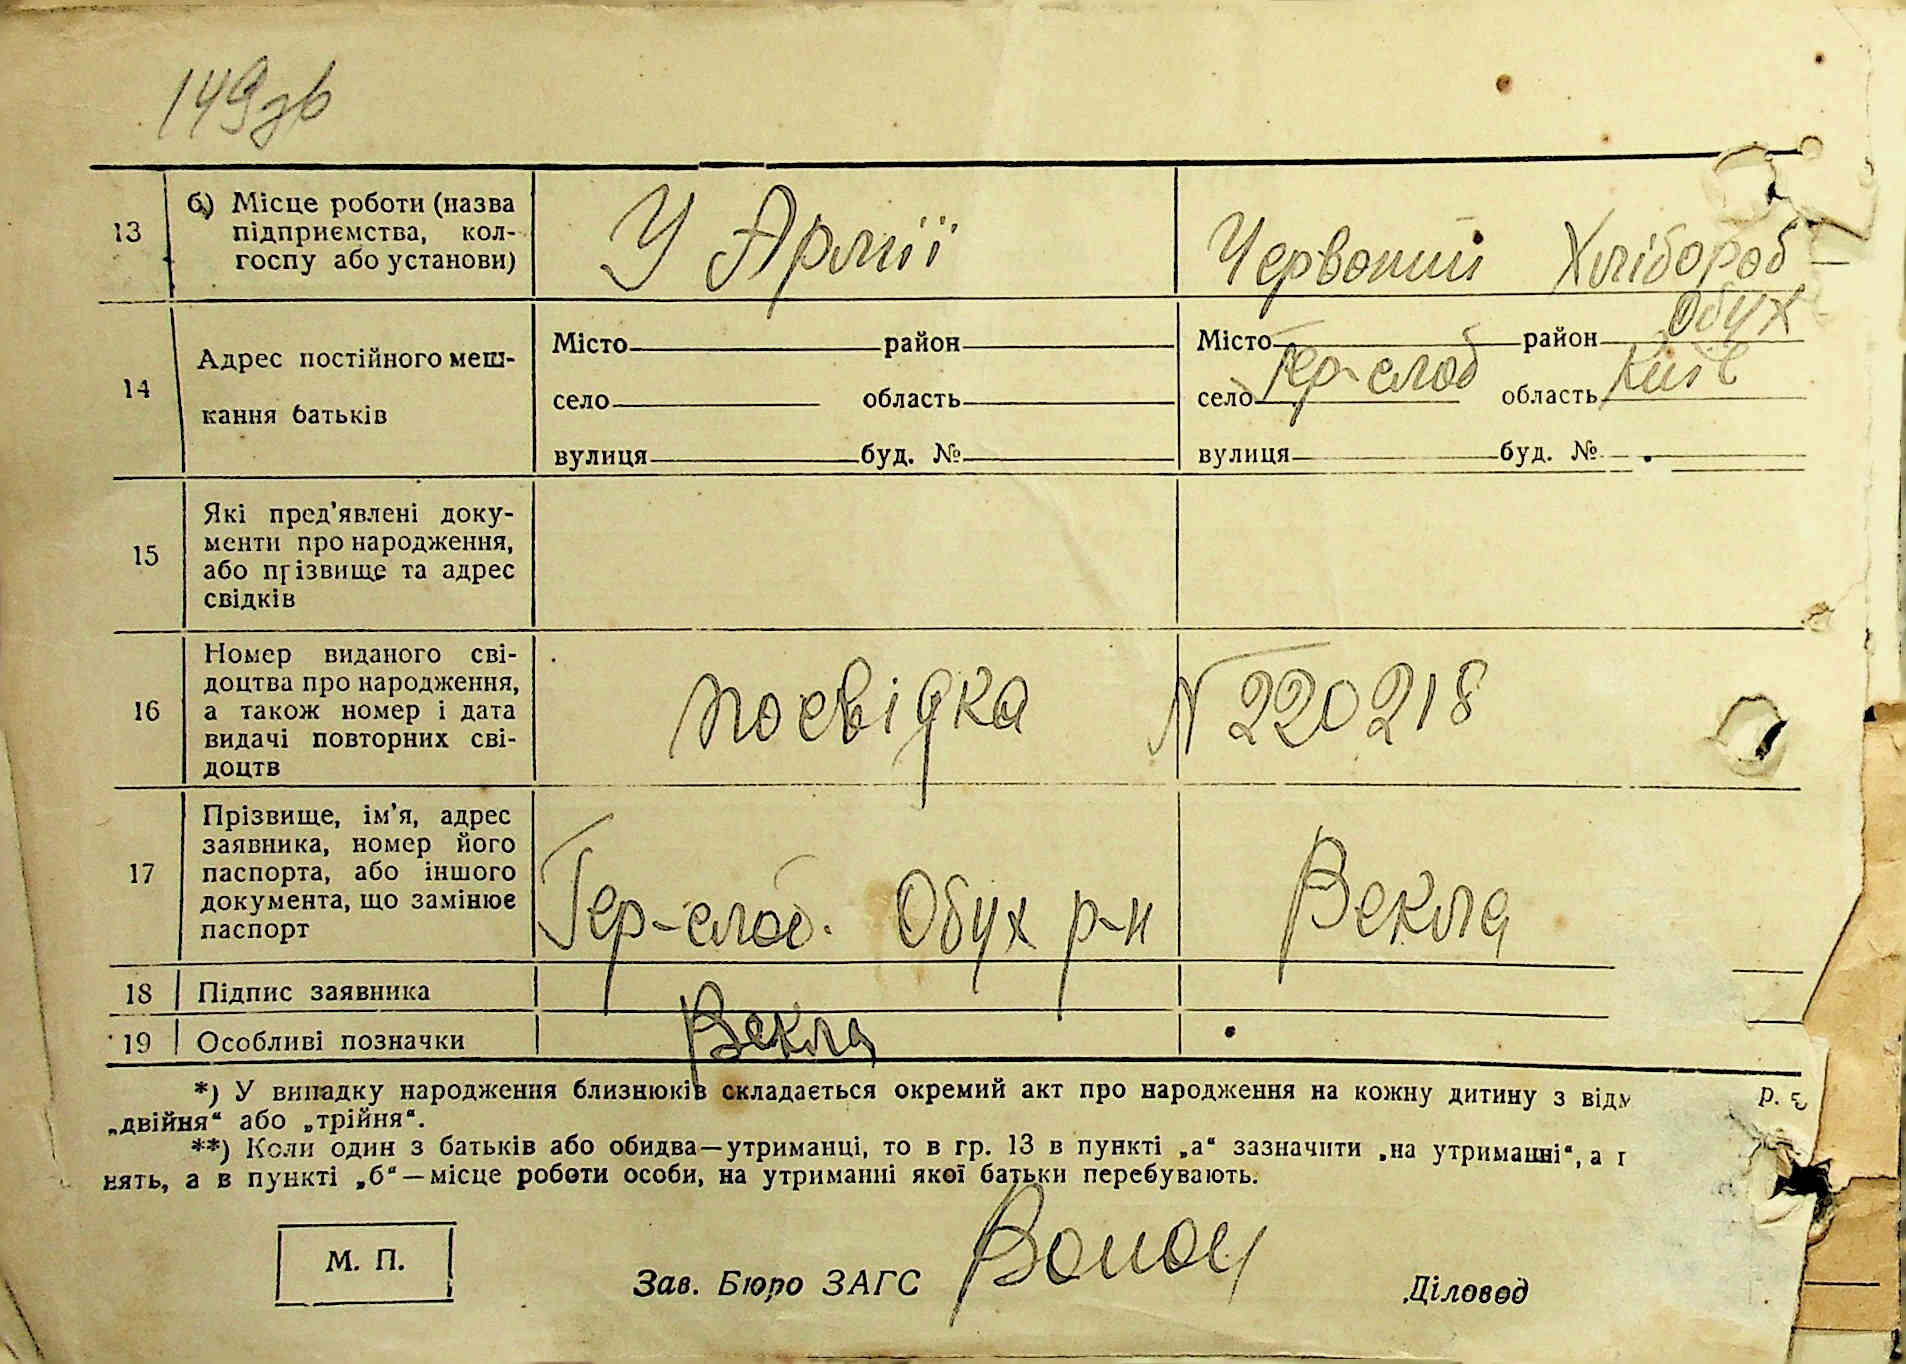 149зв
13 б) Місце роботи (назва
підприємства, кол-
госпу або установи)
У Армії
Червоний Хлібороб
14 Адрес постійного меш-
кання батьків
Місто район
село область
вулиця буд. №
Місто район Обух
село Гер-слоб область Київ
вулиця буд. №
15 Які пред'явлені доку-
менти про народження,
або прізвище та адрес
свідків
16 Номер виданого сві-
доцтва про народження,
а також номер і дата
видачі повторних сві-
доцтв
посвідка N 220218
17 Прізвище, ім'я, адрес
заявника, номер його
паспорта, або іншого
документа, що замінює
паспорт
Гер-слоб. Обух р-н Векла
18 Підпис заявника
Векла
19 Особливі позначки
*) У випадку народження близнюків складається окремий акт про народження на кожну дитину з відм
„двійня“ або „трійня“.
**) Коли один з батьків або обидва—утриманці, то в гр. 13 в пункті „а“ зазначити „на утриманні“, а г
нять, а в пункті „б“—місце роботи особи, на утриманні якої батьки перебувають.
М. П.
Зав. Бюро ЗАГС
Діловод